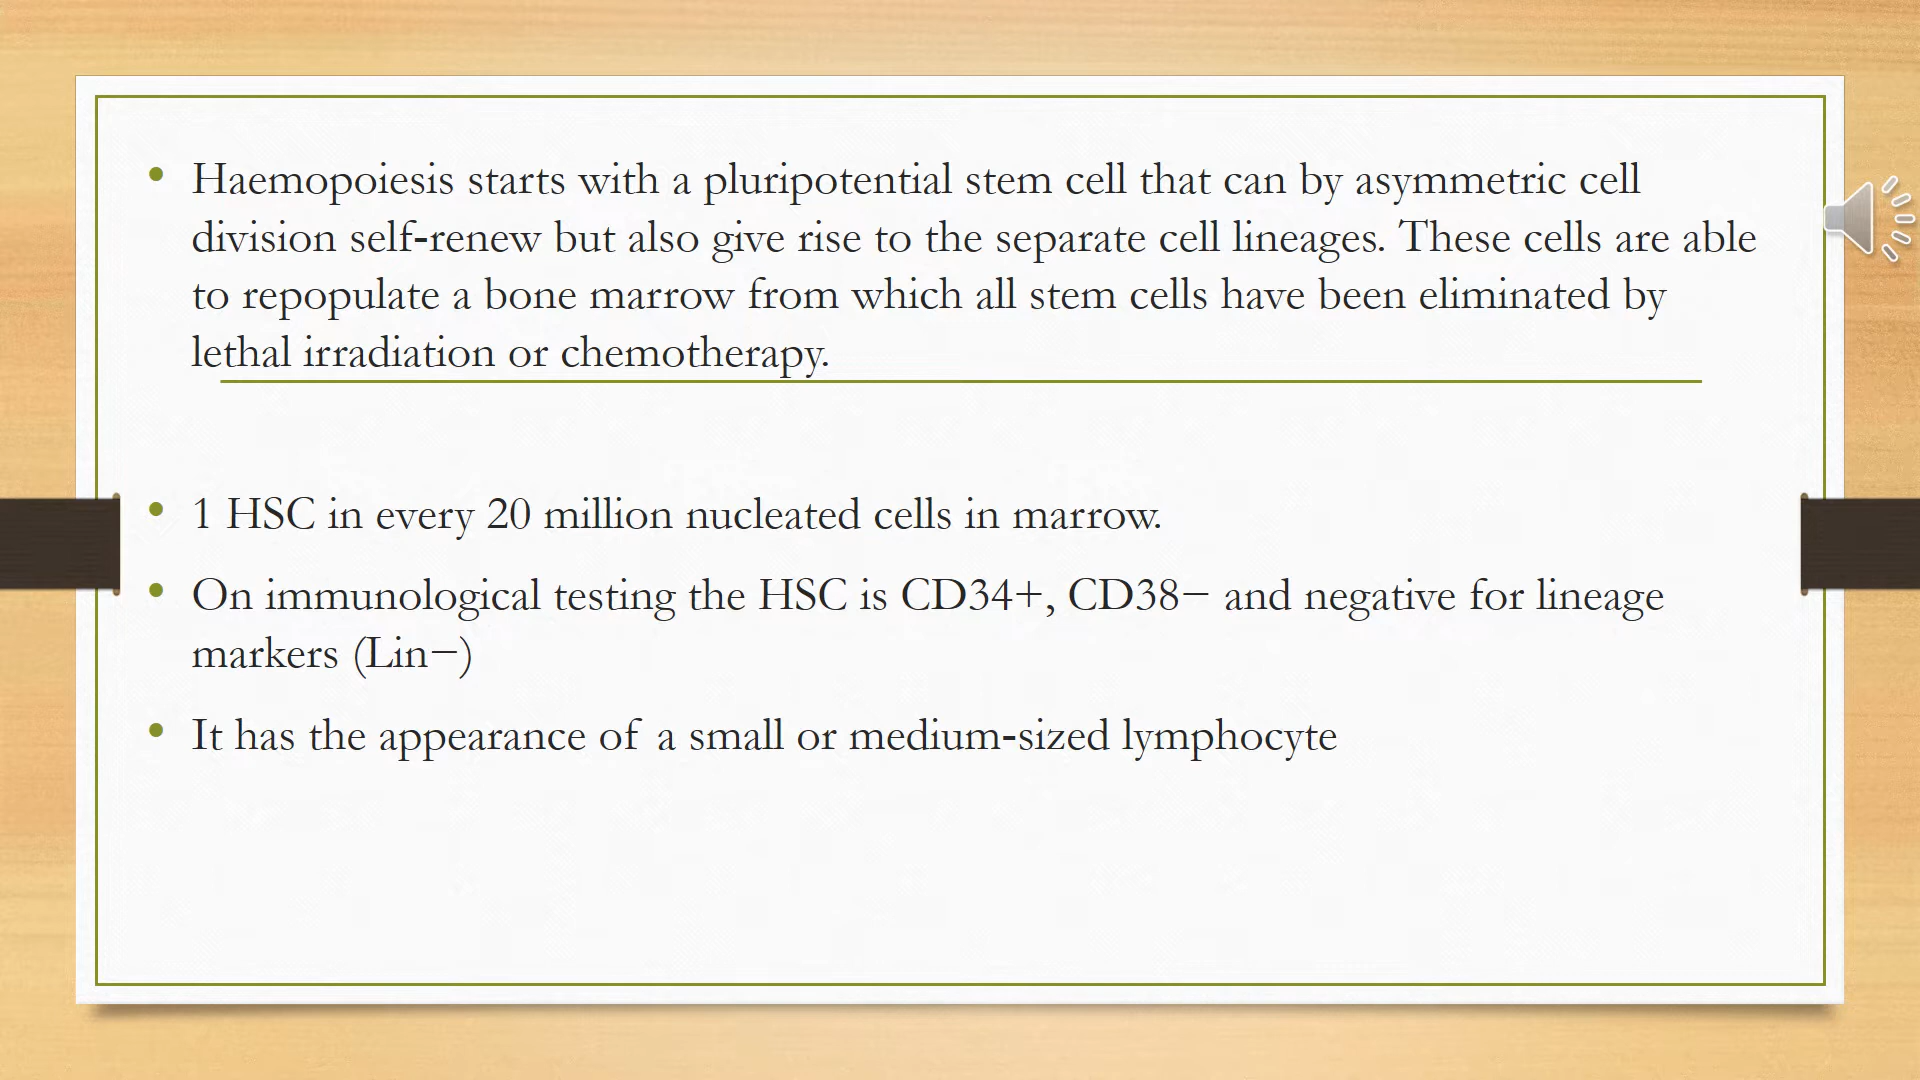 • Haemopoiesis starts with a pluripotential stem cell that can by asymmetric cell
division self-renew but also give rise to the separate cell lineages. These cells are able
to repopulate a bone marrow from which all stem cells have been eliminated by
lethal irradiation or chemotherapy.
• 1 HSC in every 20 million nucleated cells in marrow.
• On immunological testing the HSC is CD34+, CD38− and negative for lineage
markers (Lin−)
• It has the appearance of a small or medium-sized lymphocyte